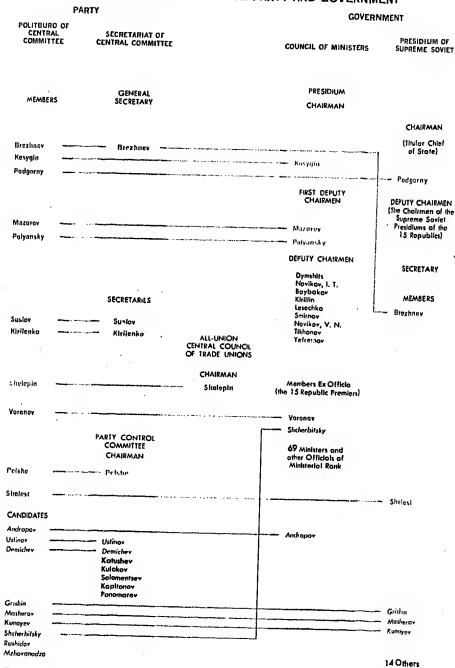 PARTY
GOVERNMENT
POLITBURO OF
CENTRAL
COMMITTEE
SECRETARIAT OF
CENTRAL COMMITTEE
COUNCIL OF MINISTERS
PRESIDIUM OF
SUPREME SOVIET
MEMBERS
GENERAL
SECRETARY
PRESIDIUM
CHAIRMAN
CHAIRMAN
(Titular Chief
of State)
Brezhnev Brezhnev
Kosygin Kosygin
Podgorny Podgorny
FIRST DEPUTY
CHAIRMEN
DEPUTY CHAIRMEN
(The Chairmen of the
Supreme Soviet
Presidiums of the
15 Republics)
Mazurov Mazurov
Polyansky Polyansky
DEPUTY CHAIRMEN
Dymshits
Novikov, I. T.
Baybakov
Kirillin
Lesechko
Smirnov
Novikov, V. N.
Tikhonov
Yefremov
SECRETARY
MEMBERS
Brezhnev
SECRETARIES
Suslov Suslov
Kirilenko Kirilenko
ALL-UNION
CENTRAL COUNCIL
OF TRADE UNIONS
CHAIRMAN
Shelepin Shelepin
Members Ex Officio
(the 15 Republic Premiers)
Voronov Voronov
Shcherbitsky
PARTY CONTROL
COMMITTEE
CHAIRMAN
69 Ministers and
other Officials of
Ministerial Rank
Pelshe Pelshe
Shelest Shelest
CANDIDATES
Andropov Andropov
Ustinov Ustinov
Demichev Demichev
Katushev
Kulakov
Solomentsev
Kapitonov
Ponomarev
Grishin Grishin
Masherov Masherov
Kunayev Kunayev
Shcherbitsky
Rashidov
Mzhavanadze
14 Others